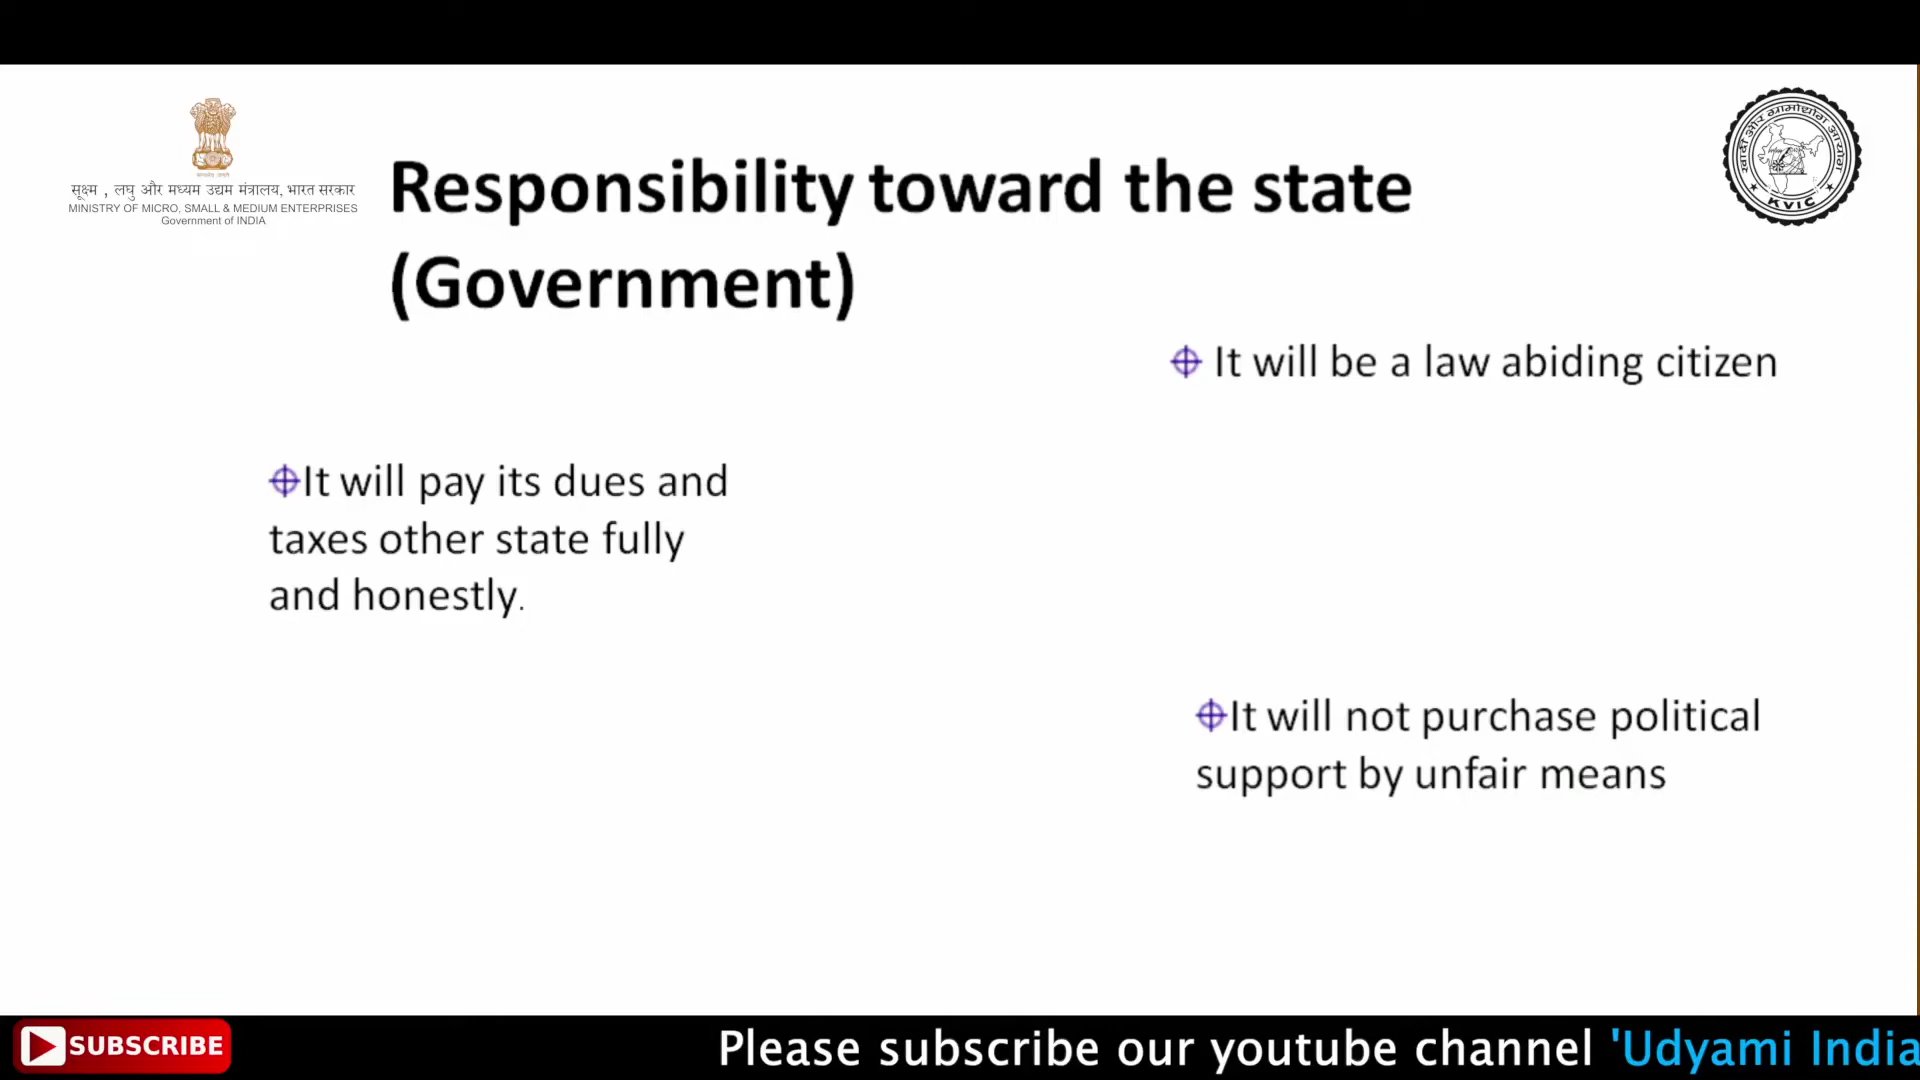 सूक्ष्म , लघु और मध्यम उद्यम मंत्रालय, भारत सरकार
MINISTRY OF MICRO, SMALL & MEDIUM ENTERPRISES
Government of INDIA
खादी और ग्रामोद्योग आयोग
KVIC
Responsibility toward the state
(Government)
It will be a law abiding citizen
It will pay its dues and
taxes other state fully
and honestly.
It will not purchase political
support by unfair means
SUBSCRIBE
Please subscribe our youtube channel 'Udyami India